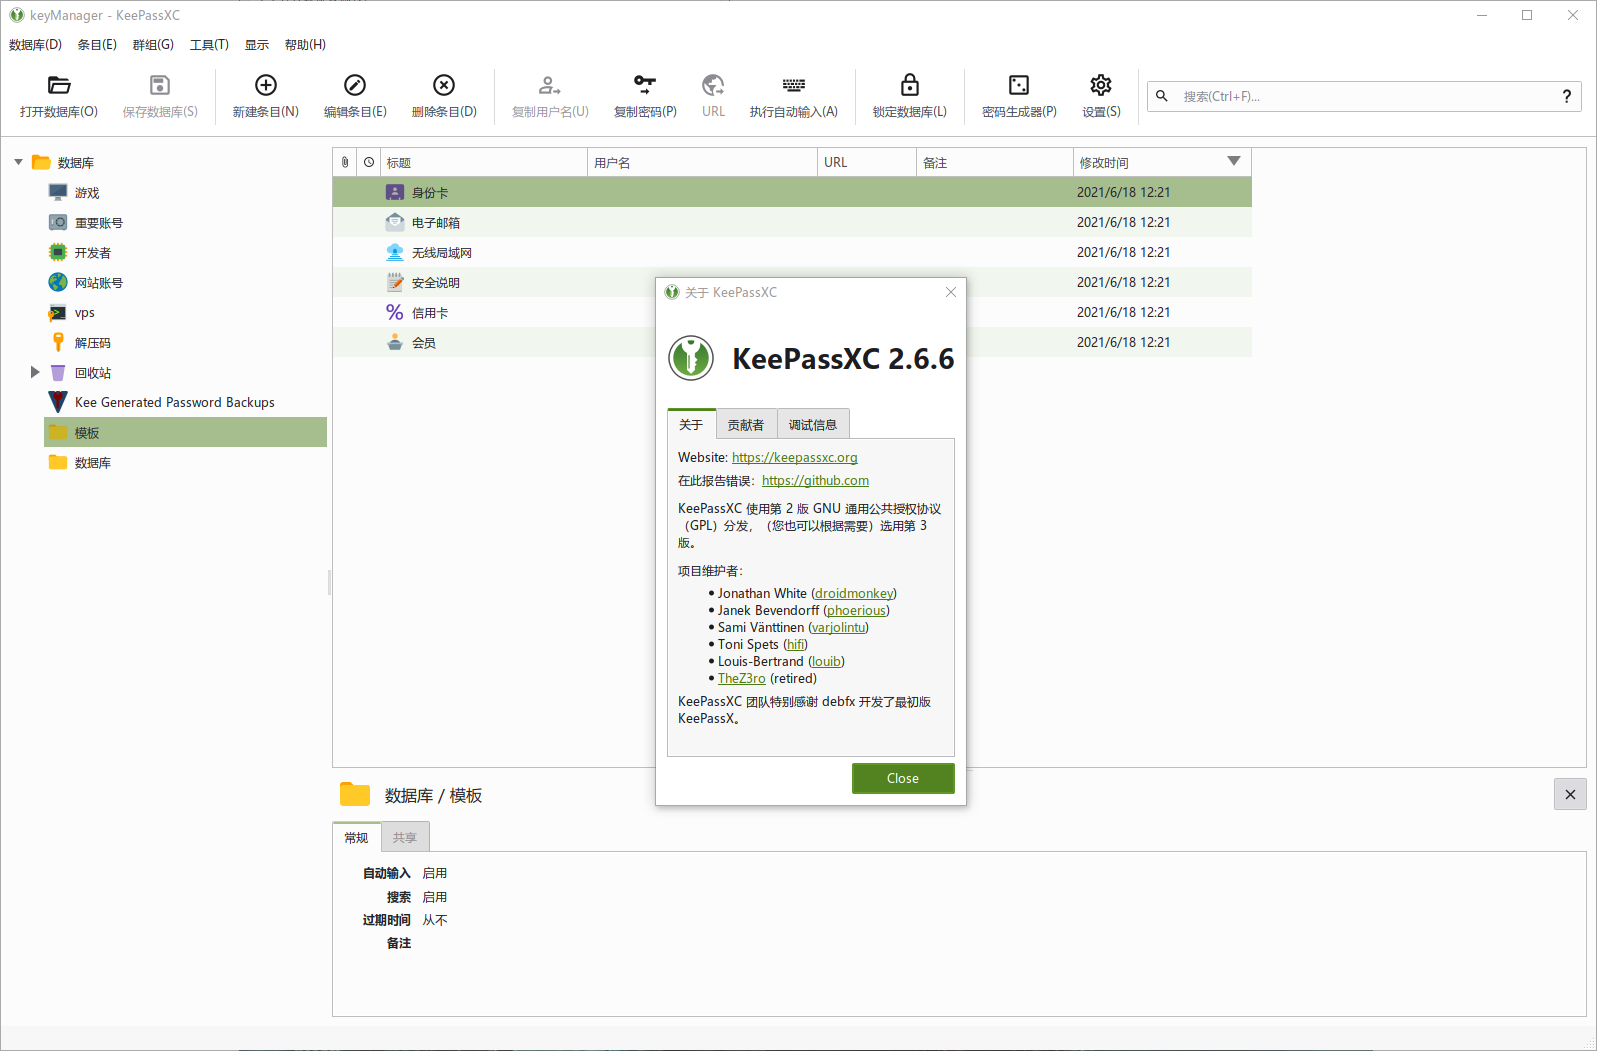 keyManager - KeePassXC
数据库(D) 条目(E) 群组(G) 工具(T) 显示 帮助(H)
打开数据库(O) 保存数据库(S) 新建条目(N) 编辑条目(E) 删除条目(D) 复制用户名(U) 复制密码(P) URL 执行自动输入(A) 锁定数据库(L) 密码生成器(P) 设置(S) 搜索(Ctrl+F)... ?
数据库
游戏
重要账号
开发者
网站账号
vps
解压码
回收站
Kee Generated Password Backups
模板
数据库
标题 用户名 URL 备注 修改时间
身份卡 2021/6/18 12:21
电子邮箱 2021/6/18 12:21
无线局域网 2021/6/18 12:21
安全说明 2021/6/18 12:21
信用卡 2021/6/18 12:21
会员 2021/6/18 12:21
关于 KeePassXC
KeePassXC 2.6.6
关于 贡献者 调试信息
Website: https://keepassxc.org
在此报告错误： https://github.com
KeePassXC 使用第 2 版 GNU 通用公共授权协议
（GPL）分发，（您也可以根据需要）选用第 3
版。
项目维护者：
• Jonathan White (droidmonkey)
• Janek Bevendorff (phoerious)
• Sami Vänttinen (varjolintu)
• Toni Spets (hifi)
• Louis-Bertrand (louib)
• TheZ3ro (retired)
KeePassXC 团队特别感谢 debfx 开发了最初版
KeePassX。
Close
数据库 / 模板
常规 共享
自动输入 启用
搜索 启用
过期时间 从不
备注